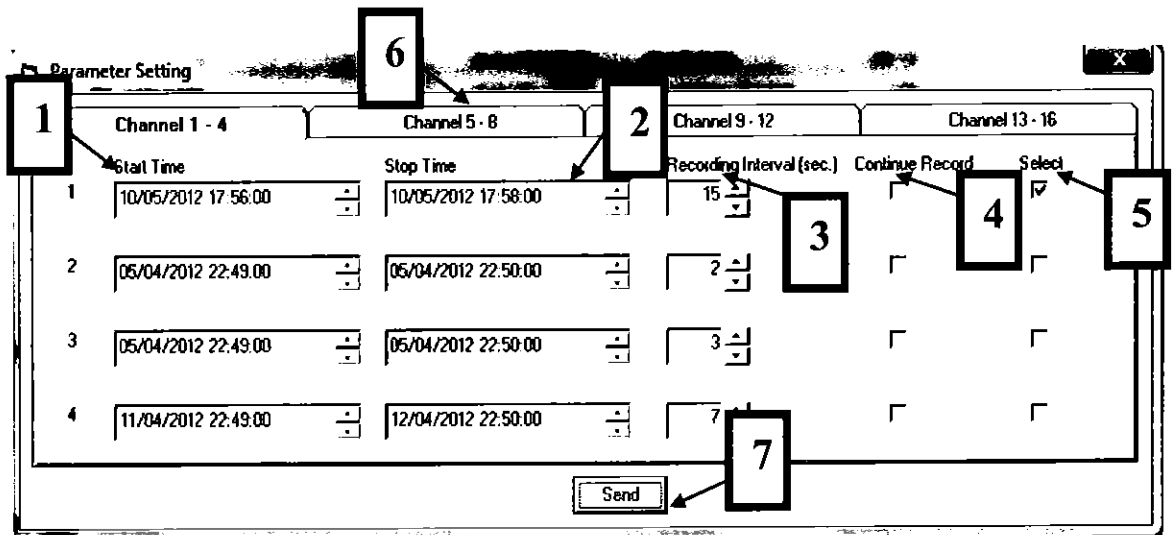 6
Parameter Setting
X
1
Channel 1 - 4
Channel 5 - 8
2
Channel 9 - 12
Channel 13 - 16
Start Time
Stop Time
Recording Interval (sec.)
Continue Record
Select
1
10/05/2012 17:56:00
10/05/2012 17:58:00
15
3
4
5
2
05/04/2012 22:49:00
05/04/2012 22:50:00
2
3
05/04/2012 22:49:00
05/04/2012 22:50:00
3
4
11/04/2012 22:49:00
12/04/2012 22:50:00
7
7
Send